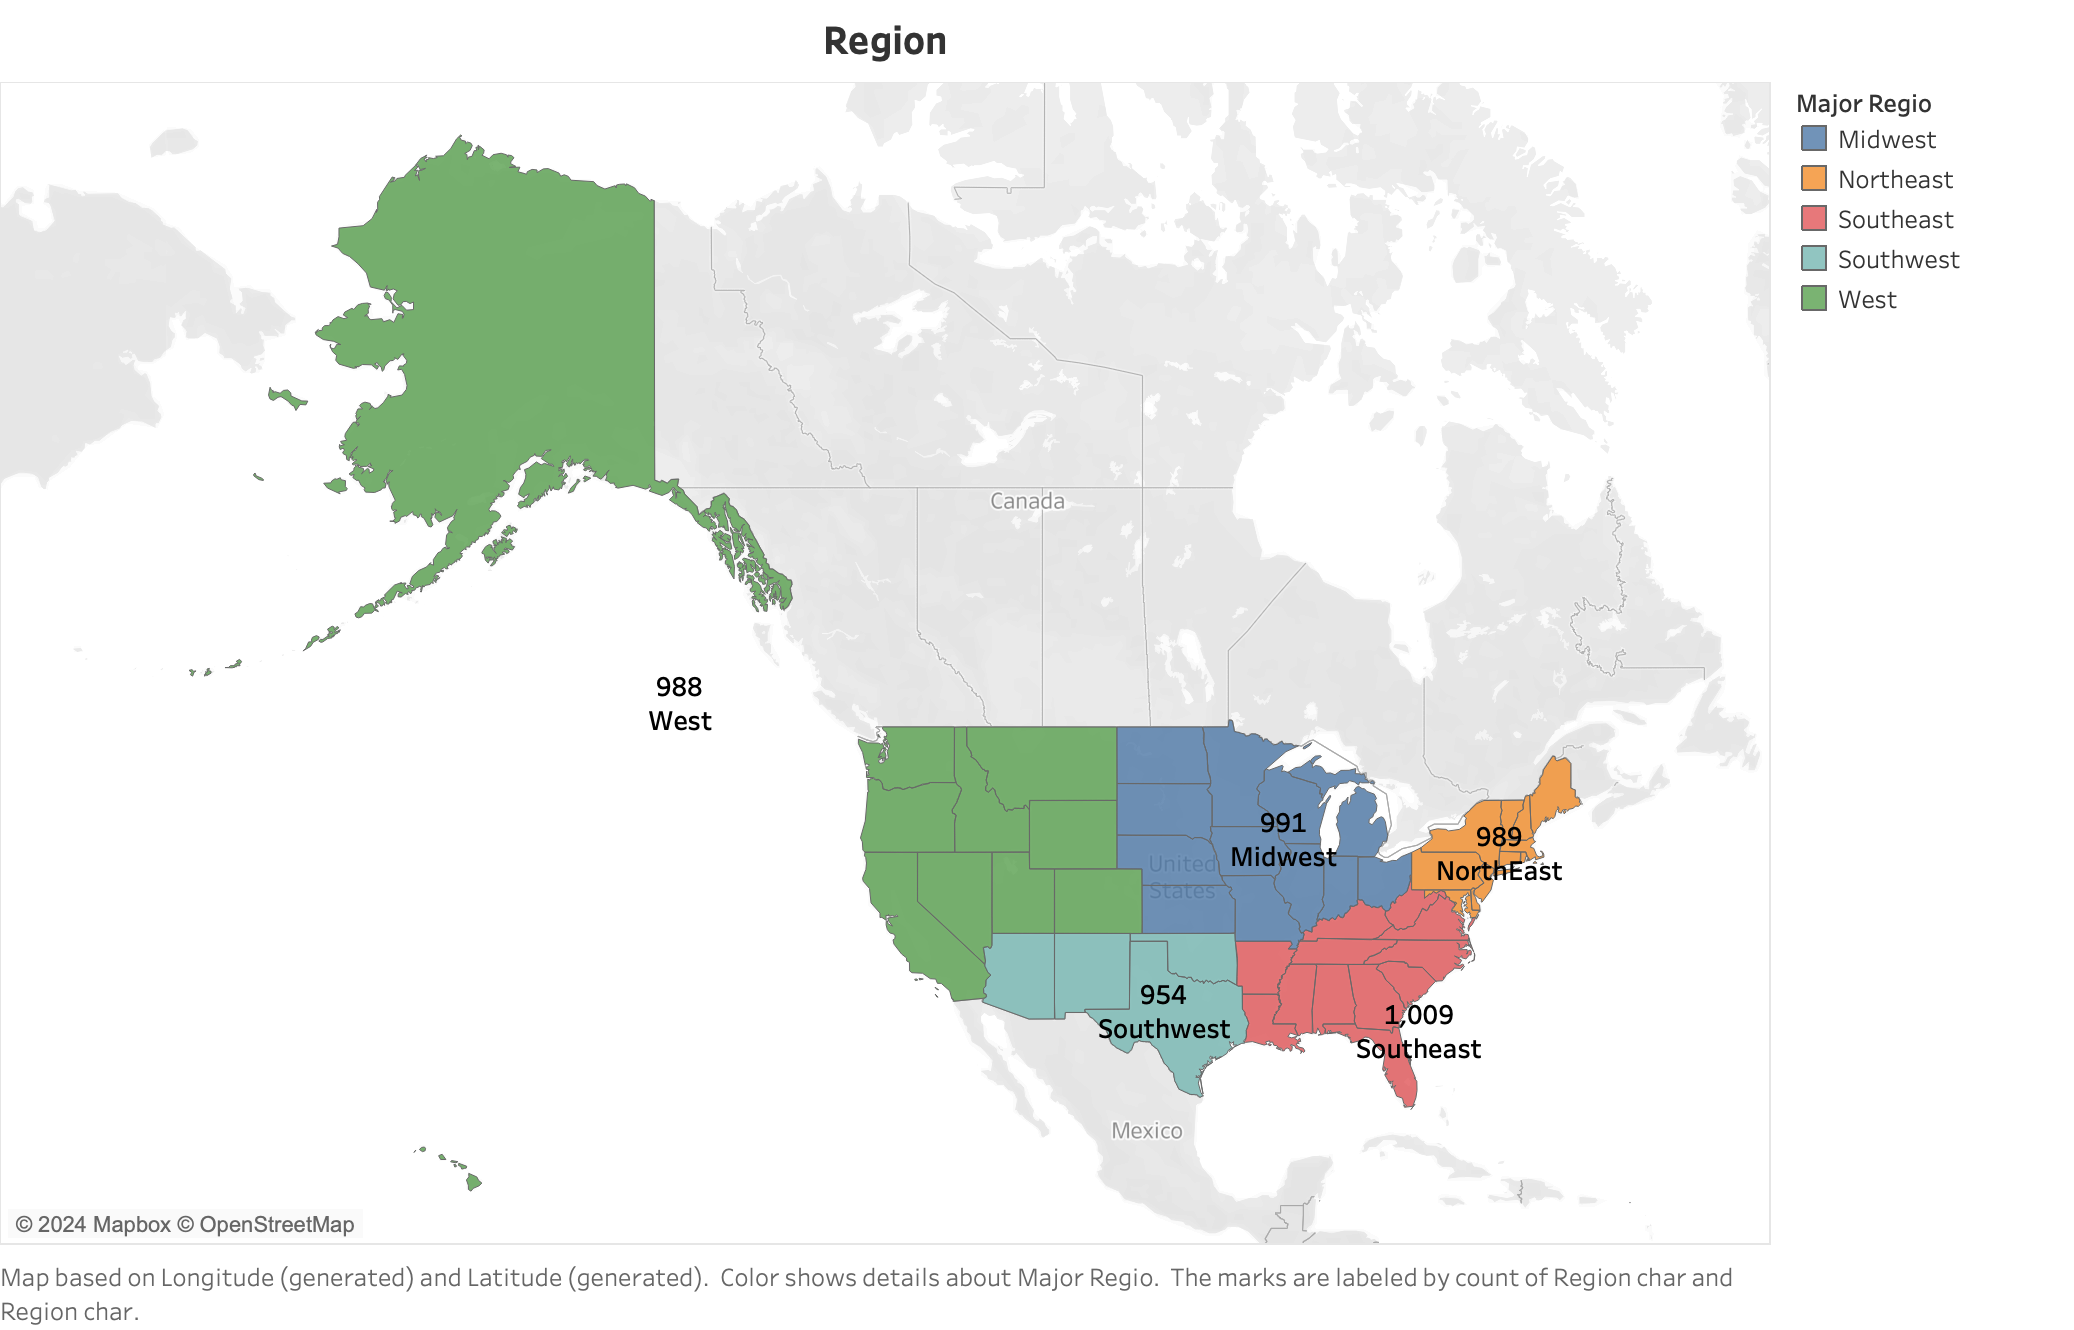 Region
Major Regio
Midwest
Northeast
Southeast
Southwest
West
Canada
988
West
991
Midwest
United
States
989
NorthEast
954
Southwest
1,009
Southeast
Mexico
© 2024 Mapbox © OpenStreetMap
Map based on Longitude (generated) and Latitude (generated).  Color shows details about Major Regio.  The marks are labeled by count of Region char and
Region char.